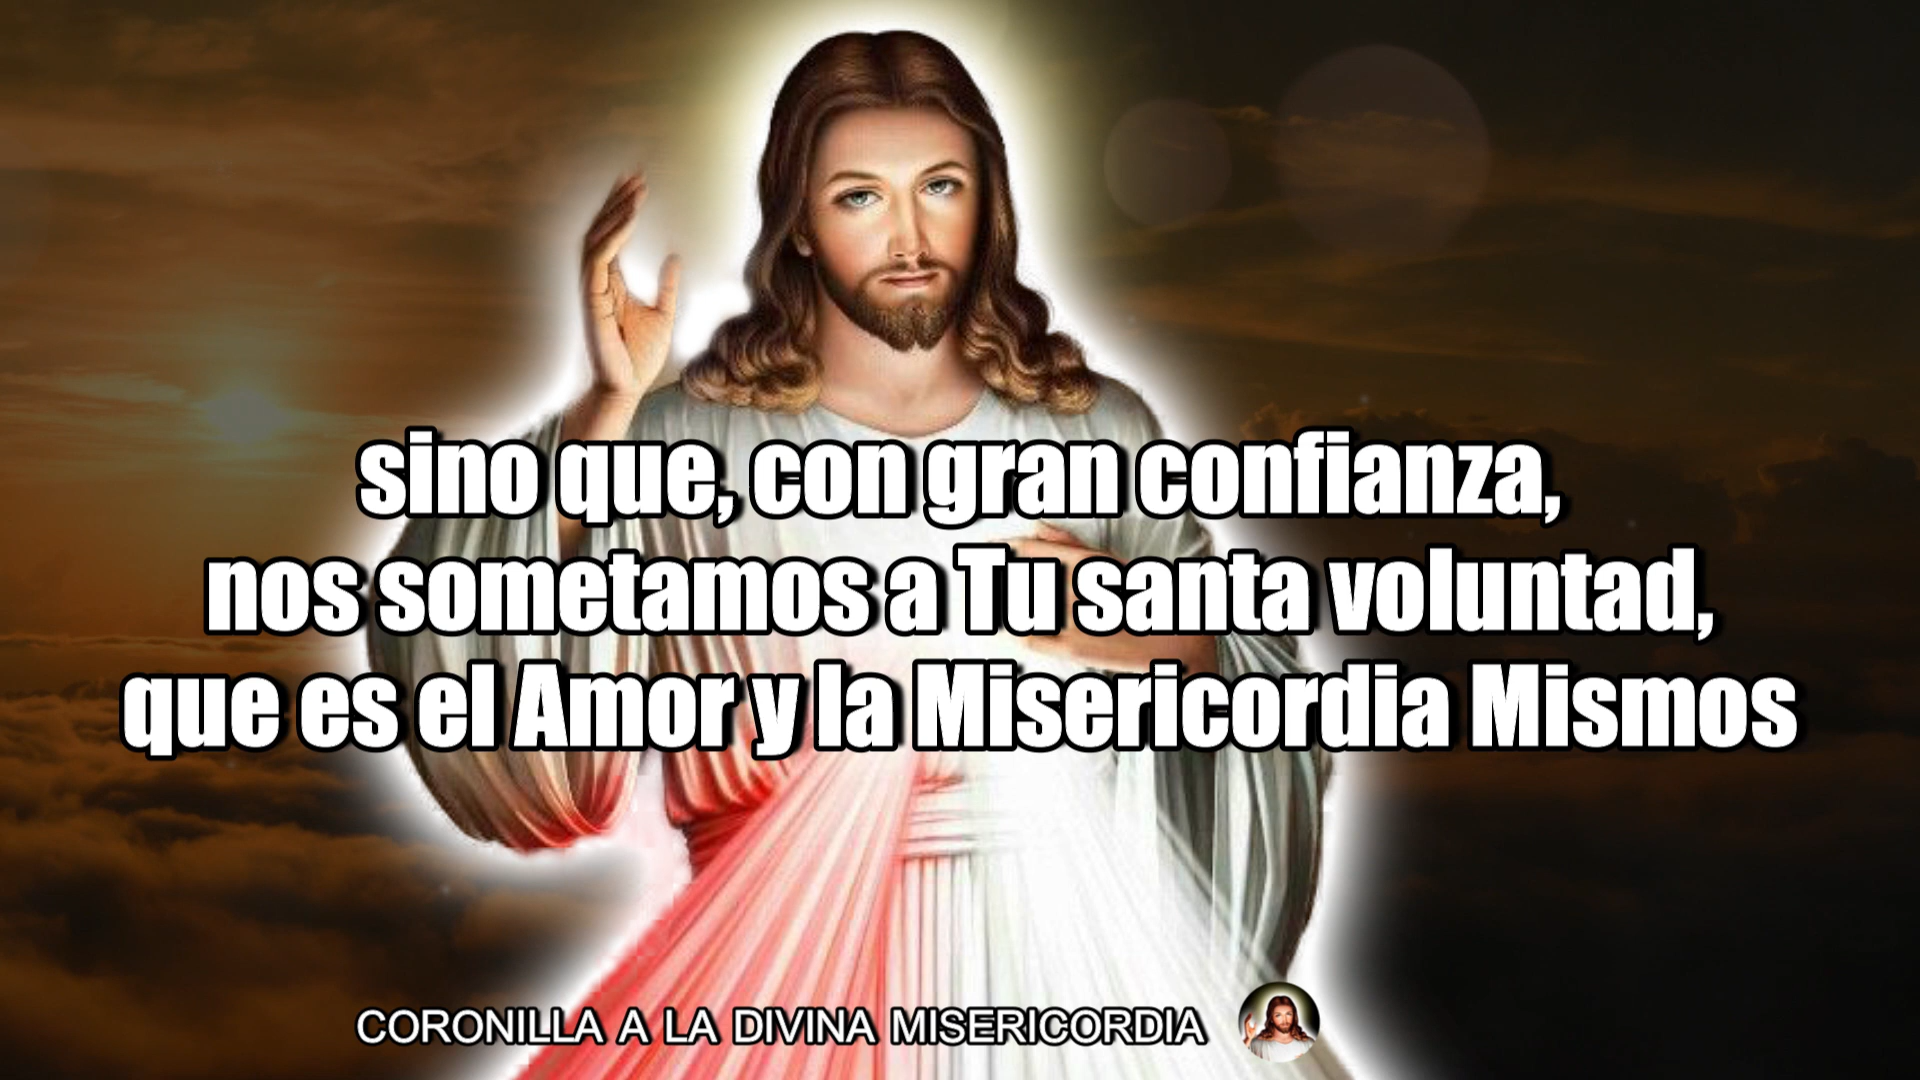 sino que, con gran confianza,
nos sometamos a Tu santa voluntad,
que es el Amor y la Misericordia Mismos
CORONILLA A LA DIVINA MISERICORDIA